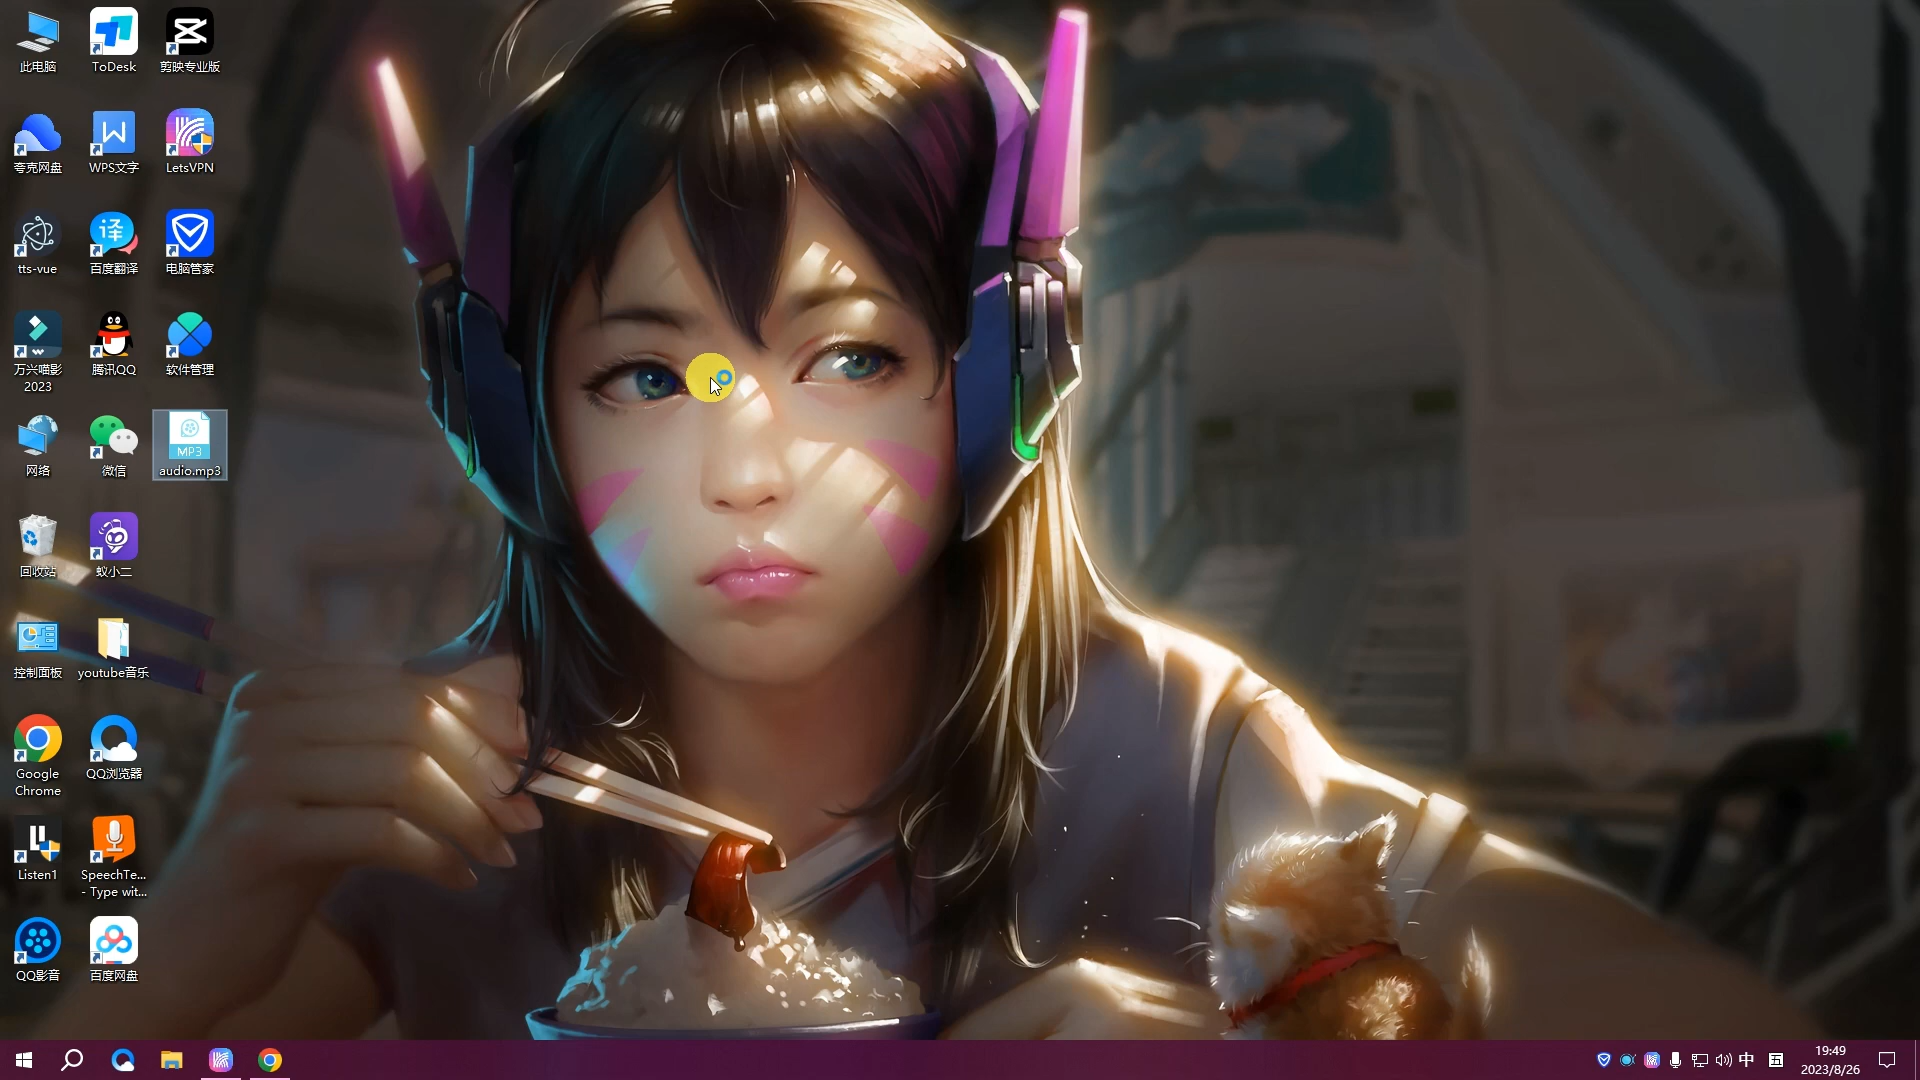 此电脑
ToDesk
剪映专业版
夸克网盘
WPS文字
LetsVPN
tts-vue
译
百度翻译
电脑管家
万兴喵影
2023
腾讯QQ
软件管理
网络
微信
MP3
audio.mp3
回收站
蚁小二
控制面板
youtube音乐
Google
Chrome
QQ浏览器
Listen1
SpeechTe...
- Type wit...
QQ影音
百度网盘
中
五
19:49
2023/8/26